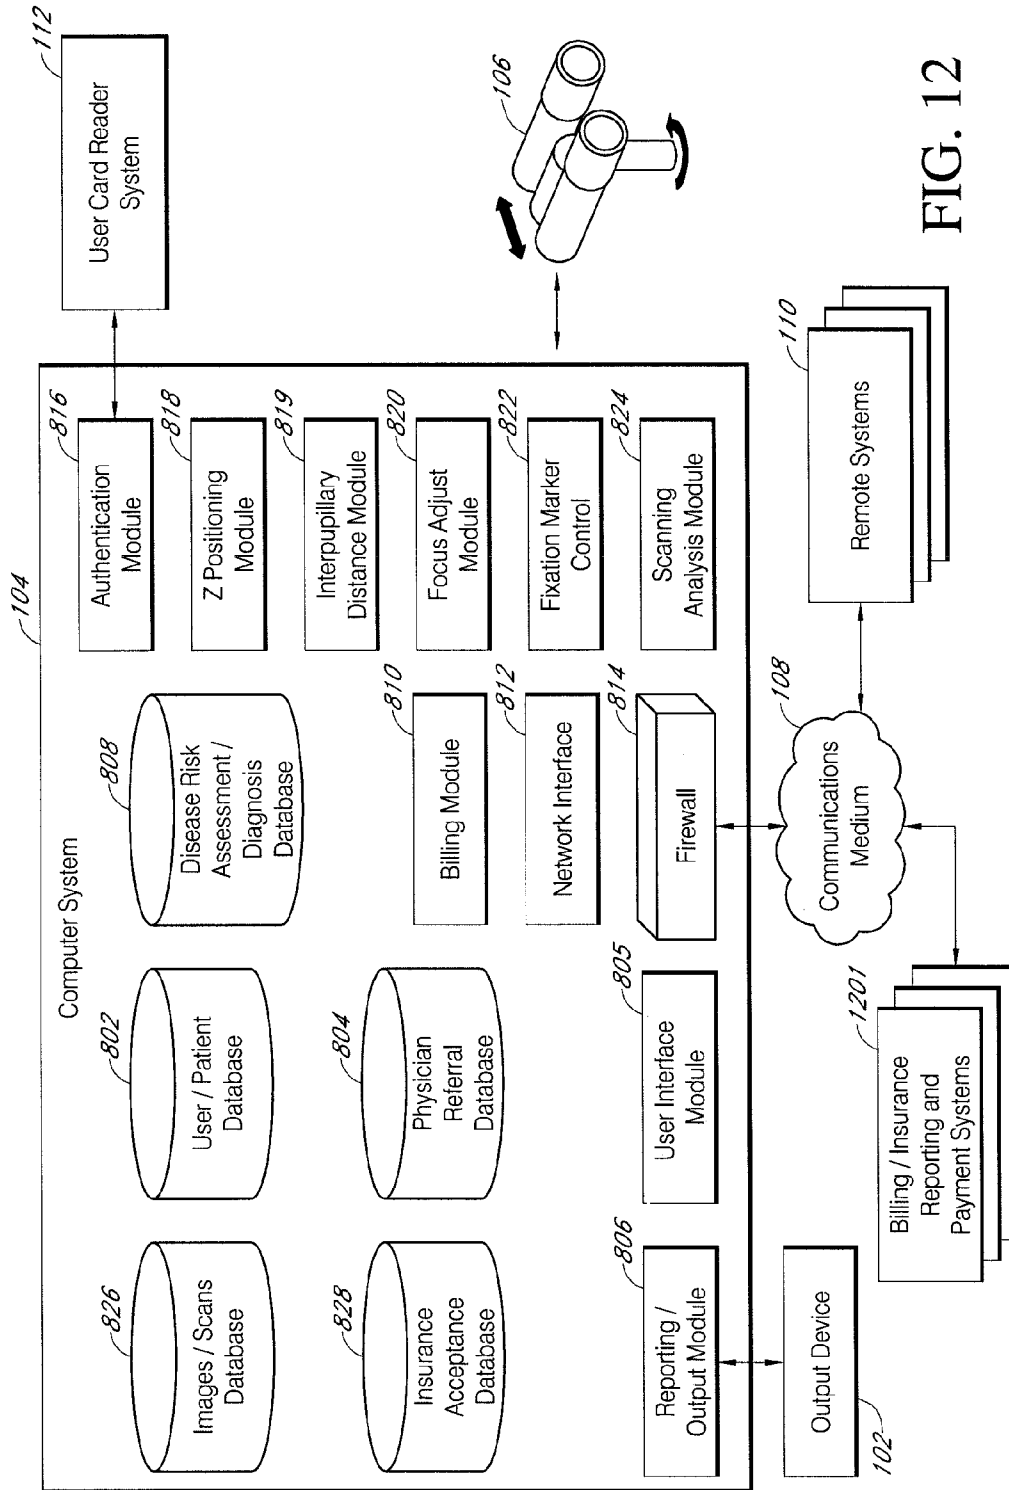 104
Computer System
826
Images / Scans
Database
802
User / Patient
Database
808
Disease Risk
Assessment /
Diagnosis
Database
816
Authentication
Module
112
User Card Reader
System
818
Z Positioning
Module
828
Insurance
Acceptance
Database
804
Physician
Referral
Database
819
Interpupillary
Distance Module
810
Billing Module
820
Focus Adjust
Module
106
812
Network Interface
822
Fixation Marker
Control
806
Reporting /
Output Module
805
User Interface
Module
814
Firewall
824
Scanning
Analysis Module
Output Device
102
108
Communications
Medium
110
Remote Systems
1201
Billing / Insurance
Reporting and
Payment Systems
FIG. 12